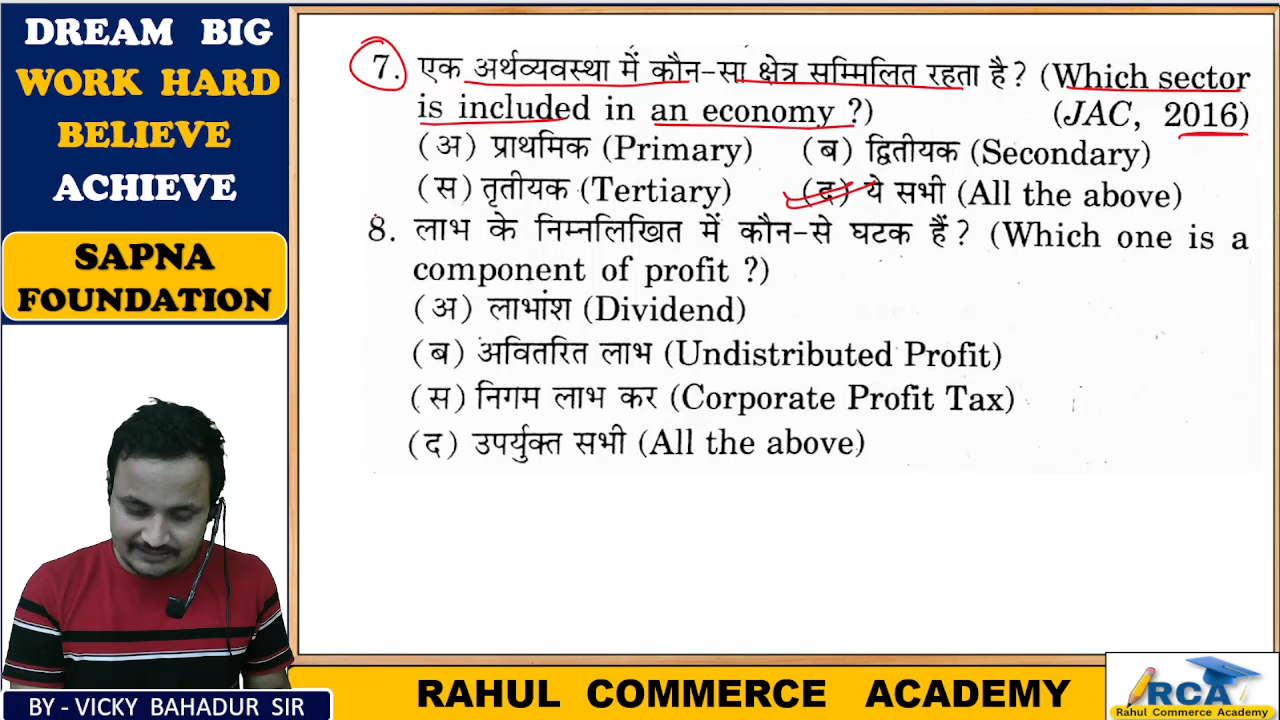 DREAM BIG
WORK HARD
BELIEVE
ACHIEVE
SAPNA
FOUNDATION
7. एक अर्थव्यवस्था में कौन-सा क्षेत्र सम्मिलित रहता है? (Which sector
is included in an economy ?) (JAC, 2016)
(अ) प्राथमिक (Primary) (ब) द्वितीयक (Secondary)
(स) तृतीयक (Tertiary) (द) ये सभी (All the above)
8. लाभ के निम्नलिखित में कौन-से घटक हैं? (Which one is a
component of profit ?)
(अ) लाभांश (Dividend)
(ब) अवितरित लाभ (Undistributed Profit)
(स) निगम लाभ कर (Corporate Profit Tax)
(द) उपर्युक्त सभी (All the above)
BY - VICKY BAHADUR SIR
RAHUL COMMERCE ACADEMY
RCA
Rahul Commerce Academy